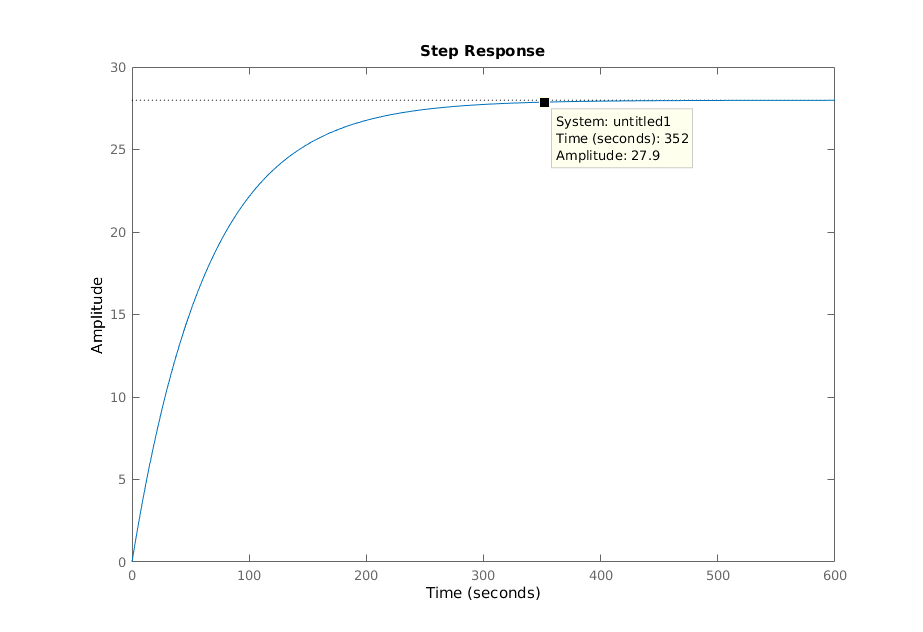 Step Response
30
25
20
15
10
5
0
Amplitude
System: untitled1
Time (seconds): 352
Amplitude: 27.9
0 100 200 300 400 500 600
Time (seconds)